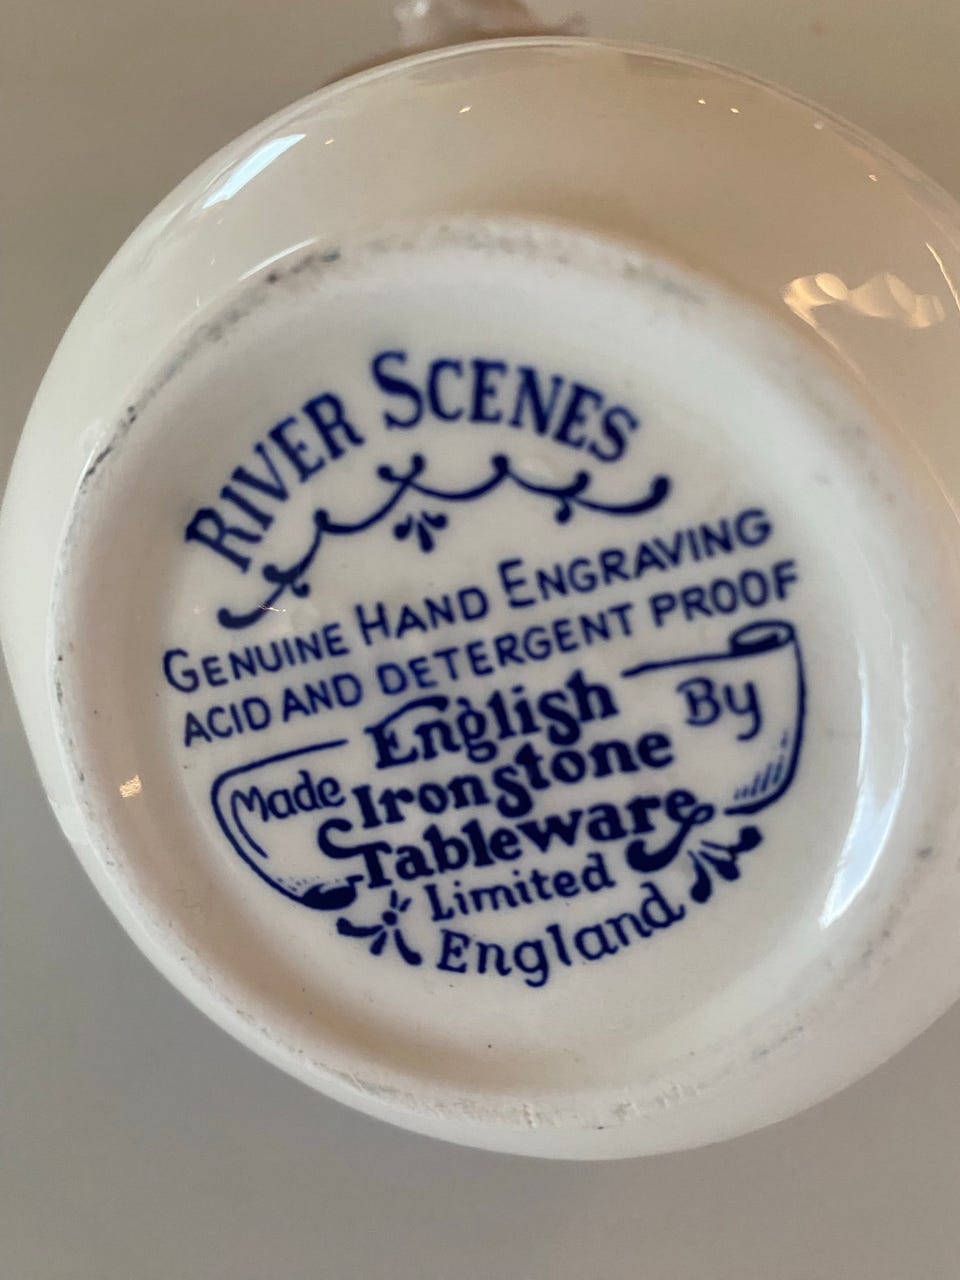 RIVER SCENES
GENUINE HAND ENGRAVING
ACID AND DETERGENT PROOF
Made English By
Ironstone
Tableware
Limited
England